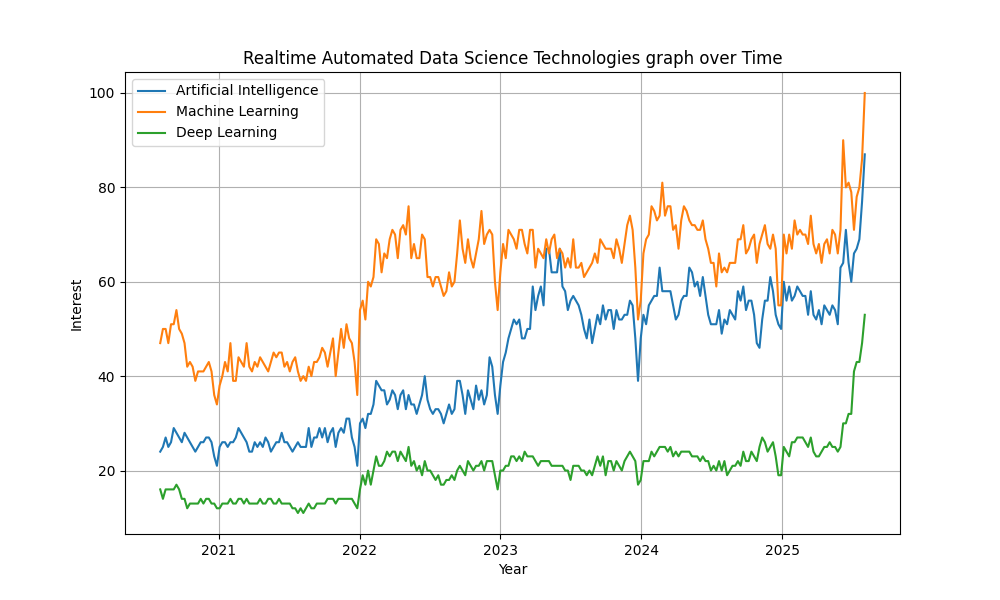 Realtime Automated Data Science Technologies graph over Time
Artificial Intelligence
Machine Learning
Deep Learning
100
80
60
40
20
Interest
2021 2022 2023 2024 2025
Year